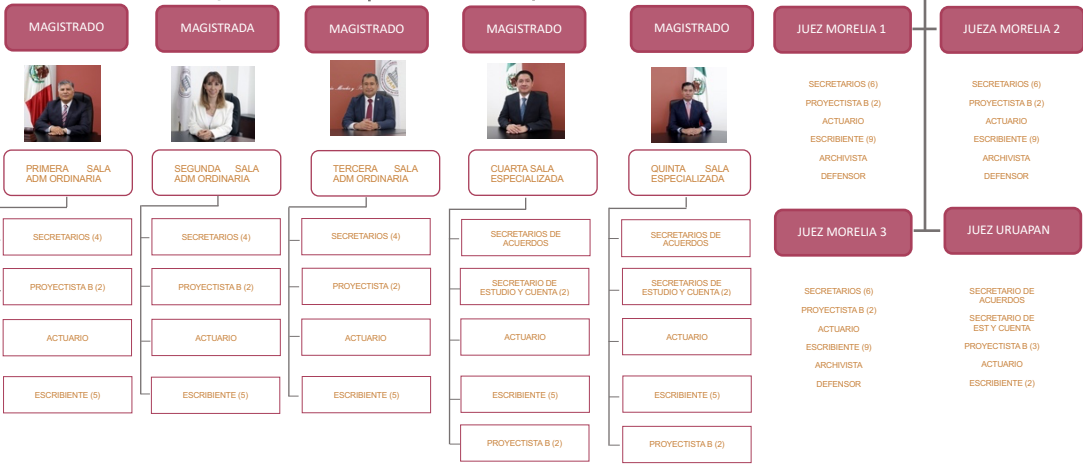 MAGISTRADO
PRIMERA SALA
ADM ORDINARIA
SECRETARIOS (4)
PROYECTISTA B (2)
ACTUARIO
ESCRIBIENTE (5)
MAGISTRADA
SEGUNDA SALA
ADM ORDINARIA
SECRETARIOS (4)
PROYECTISTA B (2)
ACTUARIO
ESCRIBIENTE (5)
MAGISTRADO
TERCERA SALA
ADM ORDINARIA
SECRETARIOS (4)
PROYECTISTA (2)
ACTUARIO
ESCRIBIENTE (5)
MAGISTRADO
CUARTA SALA
ESPECIALIZADA
SECRETARIOS DE
ACUERDOS
SECRETARIO DE
ESTUDIO Y CUENTA (2)
ACTUARIO
ESCRIBIENTE (5)
PROYECTISTA B (2)
MAGISTRADO
QUINTA SALA
ESPECIALIZADA
SECRETARIOS DE
ACUERDOS
SECRETARIOS DE
ESTUDIO Y CUENTA (2)
ACTUARIO
ESCRIBIENTE (5)
PROYECTISTA B (2)
JUEZ MORELIA 1
SECRETARIOS (6)
PROYECTISTA B (2)
ACTUARIO
ESCRIBIENTE (9)
ARCHIVISTA
DEFENSOR
JUEZA MORELIA 2
SECRETARIOS (6)
PROYECTISTA B (2)
ACTUARIO
ESCRIBIENTE (9)
ARCHIVISTA
DEFENSOR
JUEZ MORELIA 3
SECRETARIOS (6)
PROYECTISTA B (2)
ACTUARIO
ESCRIBIENTE (9)
ARCHIVISTA
DEFENSOR
JUEZ URUAPAN
SECRETARIO DE
ACUERDOS
SECRETARIO DE
EST Y CUENTA
PROYECTISTA B (3)
ACTUARIO
ESCRIBIENTE (2)